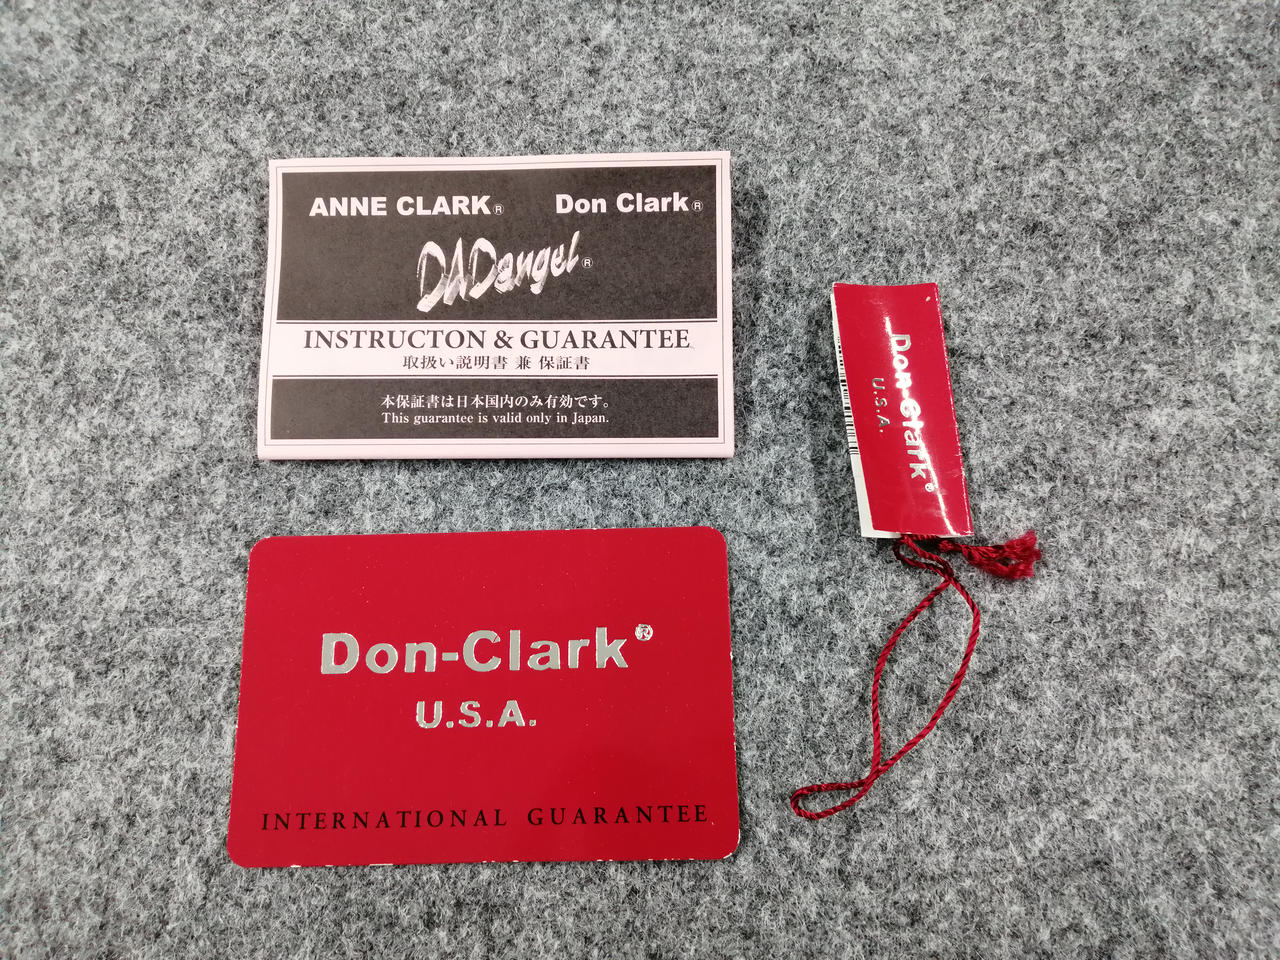 ANNE CLARK® Don Clark®
DADangel®
INSTRUCTON & GUARANTEE
取扱い説明書 兼 保証書
本保証書は日本国内のみ有効です。
This guarantee is valid only in Japan.
Don-Clark®
U.S.A.
Don-Clark®
U.S.A.
INTERNATIONAL GUARANTEE